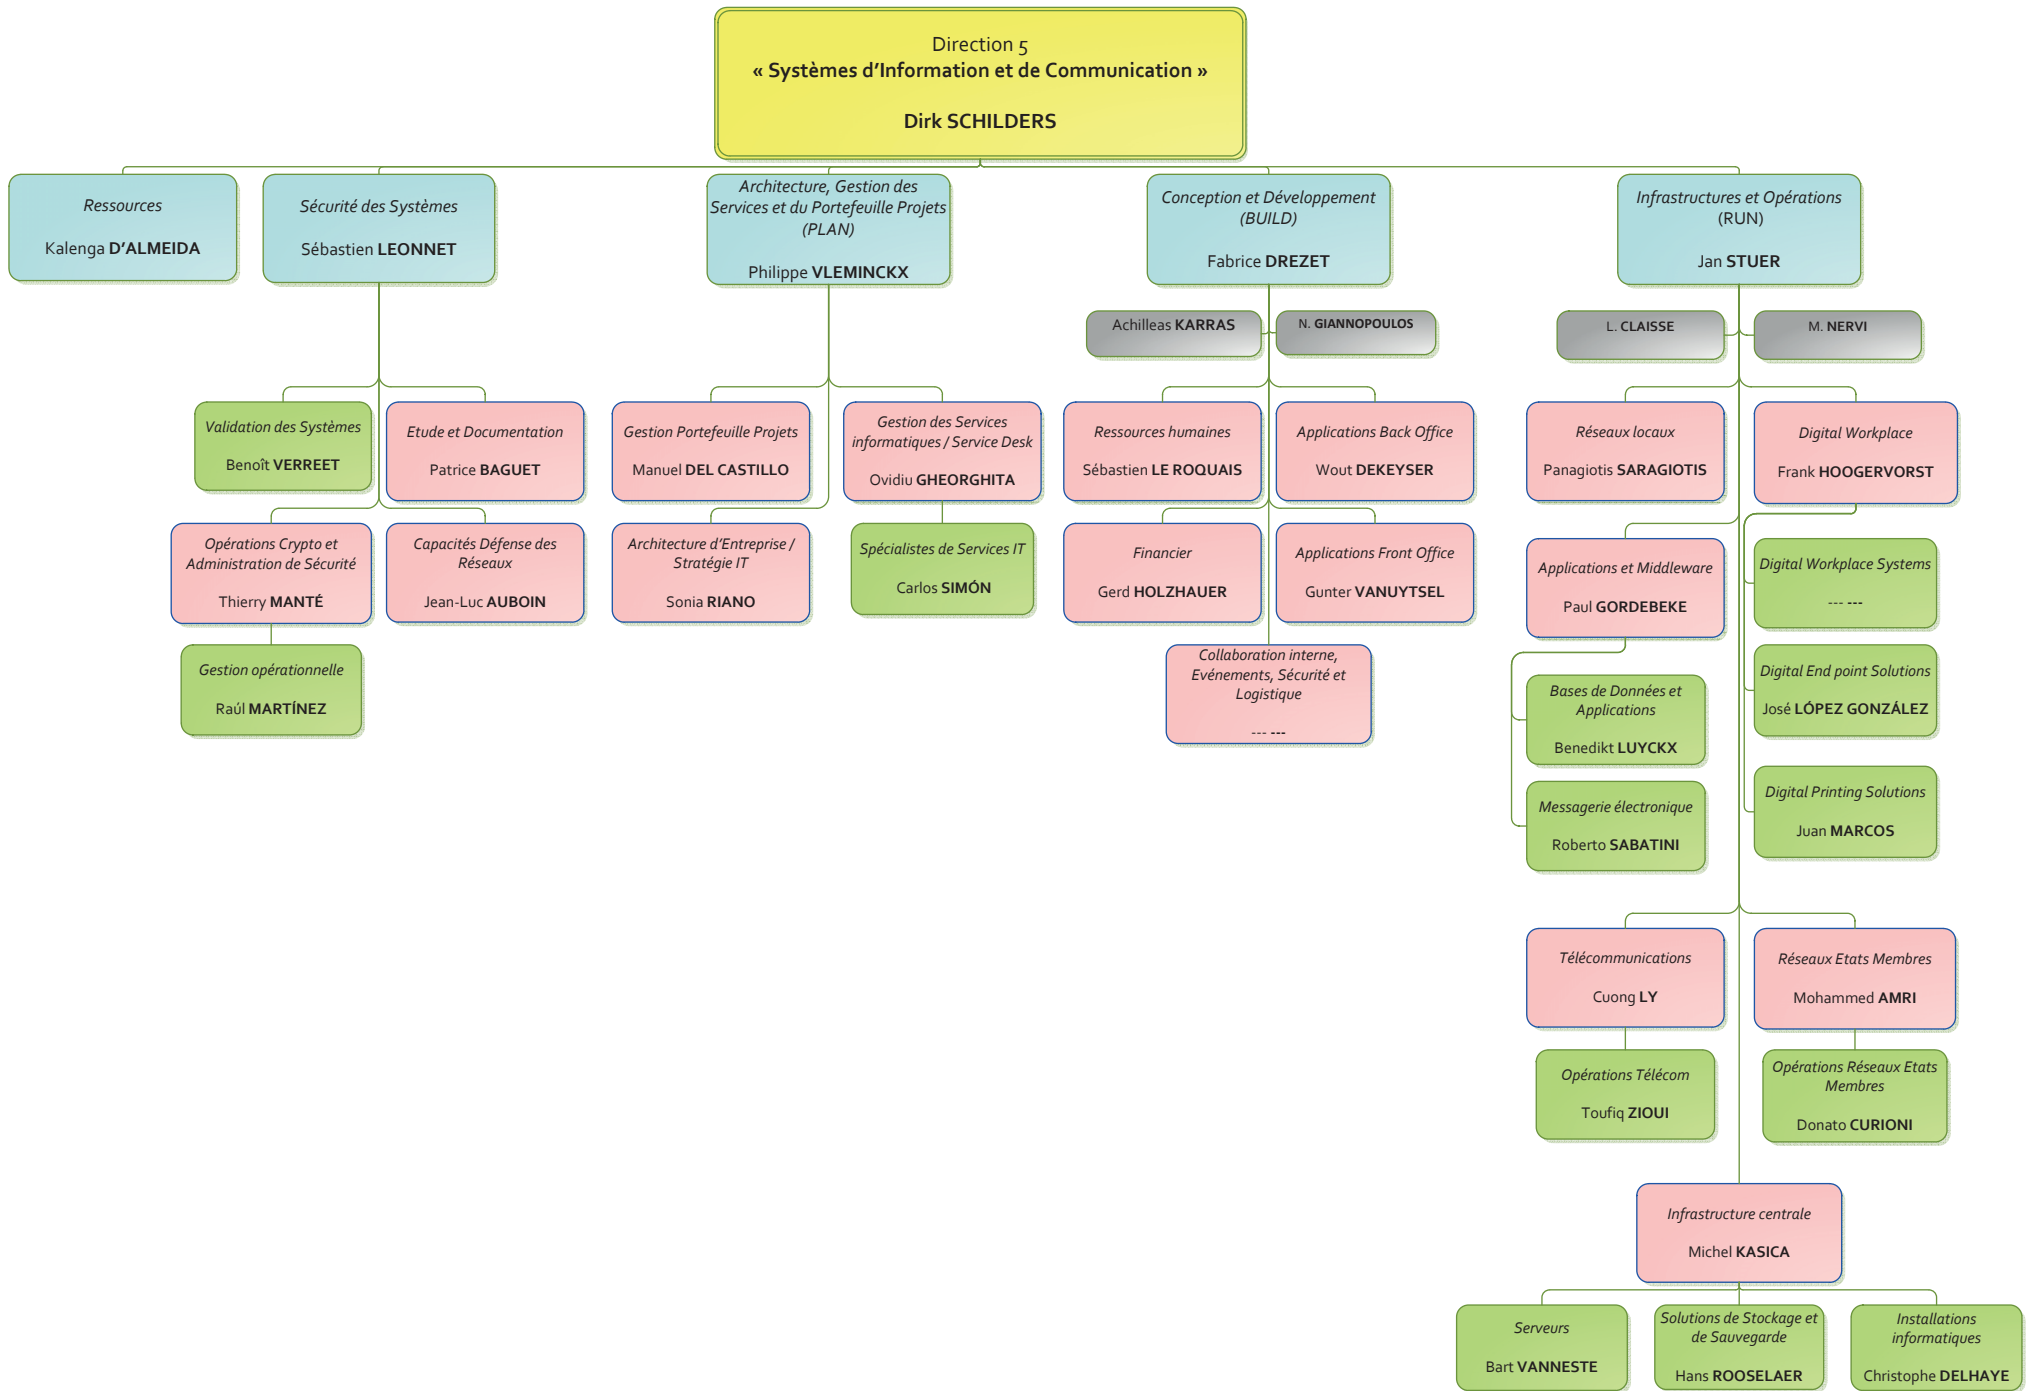 Direction 5
« Systèmes d’Information et de Communication »
Dirk SCHILDERS
Ressources
Kalenga D’ALMEIDA
Sécurité des Systèmes
Sébastien LEONNET
Architecture, Gestion des
Services et du Portefeuille Projets
(PLAN)
Philippe VLEMINCKX
Conception et Développement
(BUILD)
Fabrice DREZET
Infrastructures et Opérations
(RUN)
Jan STUER
Achilleas KARRAS
N. GIANNOPOULOS
L. CLAISSE
M. NERVI
Validation des Systèmes
Benoît VERREET
Etude et Documentation
Patrice BAGUET
Gestion Portefeuille Projets
Manuel DEL CASTILLO
Gestion des Services
informatiques / Service Desk
Ovidiu GHEORGHITA
Ressources humaines
Sébastien LE ROQUAIS
Applications Back Office
Wout DEKEYSER
Réseaux locaux
Panagiotis SARAGIOTIS
Digital Workplace
Frank HOOGERVORST
Opérations Crypto et
Administration de Sécurité
Thierry MANTÉ
Capacités Défense des
Réseaux
Jean-Luc AUBOIN
Architecture d’Entreprise /
Stratégie IT
Sonia RIANO
Spécialistes de Services IT
Carlos SIMÓN
Financier
Gerd HOLZHAUER
Applications Front Office
Gunter VANUYTSEL
Applications et Middleware
Paul GORDEBEKE
Digital Workplace Systems
--- ---
Gestion opérationnelle
Raúl MARTÍNEZ
Collaboration interne,
Evénements, Sécurité et
Logistique
--- ---
Bases de Données et
Applications
Benedikt LUYCKX
Digital End point Solutions
José LÓPEZ GONZÁLEZ
Messagerie électronique
Roberto SABATINI
Digital Printing Solutions
Juan MARCOS
Télécommunications
Cuong LY
Réseaux Etats Membres
Mohammed AMRI
Opérations Télécom
Toufiq ZIOUI
Opérations Réseaux Etats
Membres
Donato CURIONI
Infrastructure centrale
Michel KASICA
Serveurs
Bart VANNESTE
Solutions de Stockage et
de Sauvegarde
Hans ROOSELAER
Installations
informatiques
Christophe DELHAYE